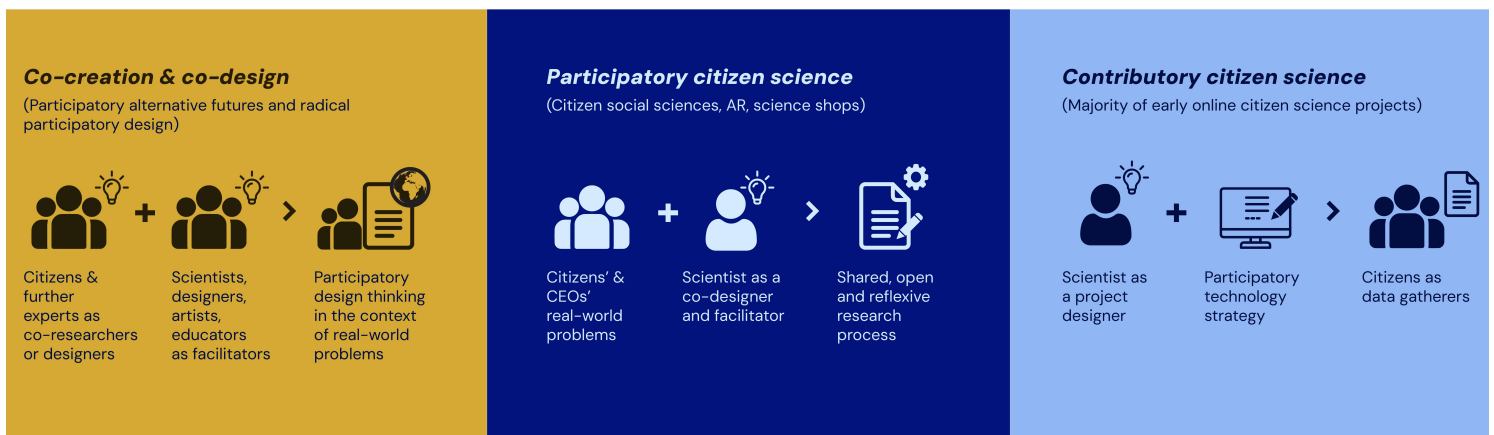 Co-creation & co-design
(Participatory alternative futures and radical
participatory design)
Citizens &
further
experts as
co-researchers
or designers
Scientists,
designers,
artists,
educators
as facilitators
Participatory
design thinking
in the context
of real-world
problems
Participatory citizen science
(Citizen social sciences, AR, science shops)
Citizens’ &
CEOs’
real-world
problems
Scientist as a
co-designer
and facilitator
Shared, open
and reflexive
research
process
Contributory citizen science
(Majority of early online citizen science projects)
Scientist as
a project
designer
Participatory
technology
strategy
Citizens as
data gatherers